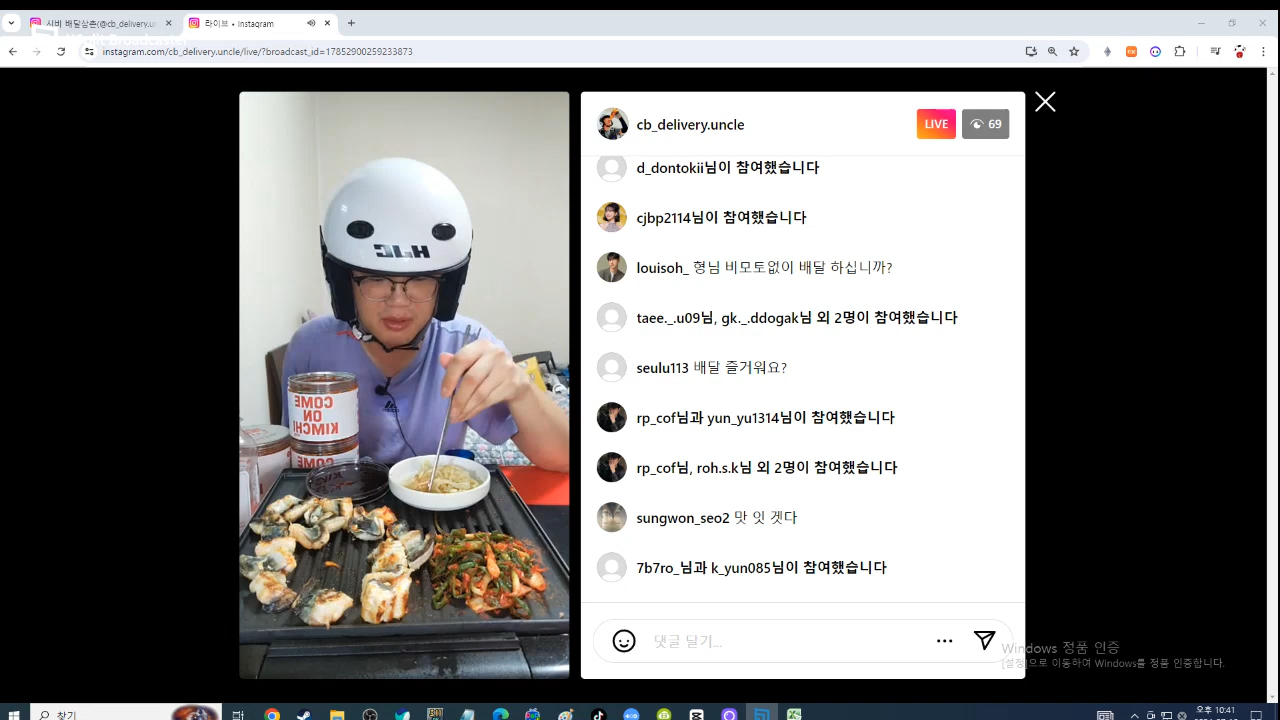 시비 배달삼촌(@cb_delivery.un
라이브 • Instagram
instagram.com/cb_delivery.uncle/live/?broadcast_id=17852900259233873
cb_delivery.uncle
LIVE
69
d_dontokii님이 참여했습니다
cjbp2114님이 참여했습니다
louisoh_ 형님 비모토없이 배달 하십니까?
taee._.u09님, gk._.ddogak님 외 2명이 참여했습니다
seulu113 배달 즐거워요?
rp_cof님과 yun_yu1314님이 참여했습니다
rp_cof님, roh.s.k님 외 2명이 참여했습니다
sungwon_seo2 맛 잇 겟다
7b7ro_님과 k_yun085님이 참여했습니다
댓글 달기...
HJC
COME
ON
KIMCHI
COME
Windows 정품 인증
[설정]으로 이동하여 Windows를 정품 인증합니다.
찾기
오후 10:41